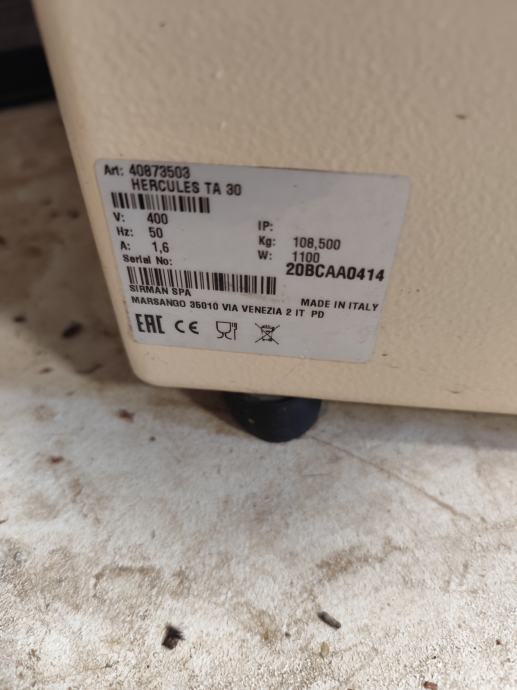 Art: 40873503
HERCULES TA 30
V: 400 IP:
Hz: 50 Kg: 108,500
A: 1,6 W: 1100
Serial No: 20BCAA0414
SIRMAN SPA MADE IN ITALY
MARSANGO 35010 VIA VENEZIA 2 IT PD
EAC CE